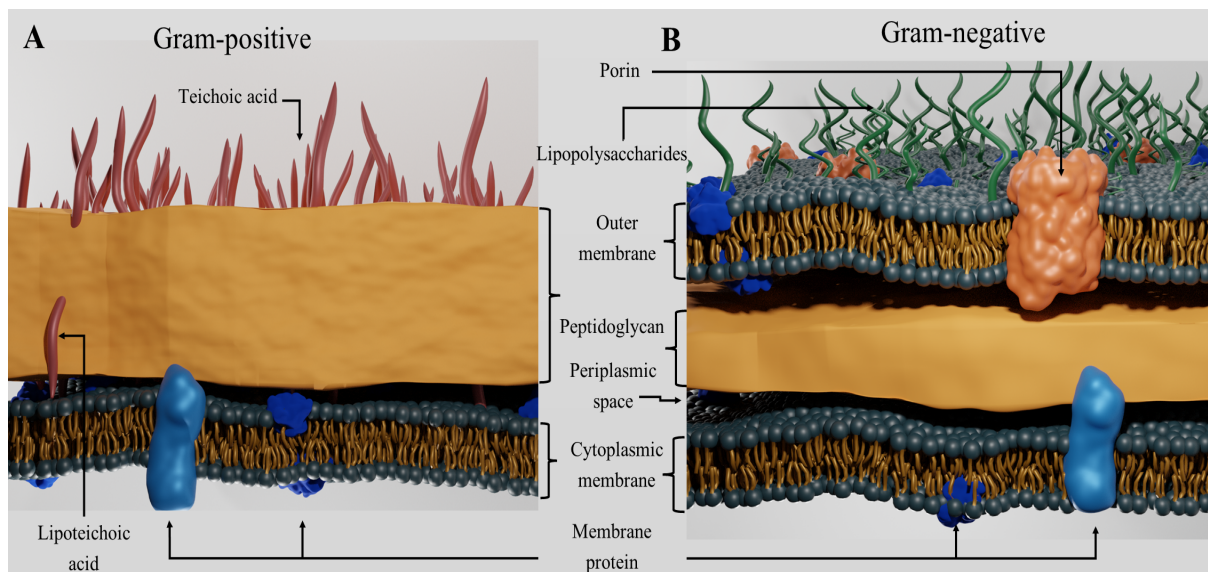 A
Gram-positive
B
Gram-negative
Porin
Teichoic acid
Lipopolysaccharides
Outer
membrane
Peptidoglycan
Periplasmic
space
Cytoplasmic
membrane
Lipoteichoic
acid
Membrane
protein